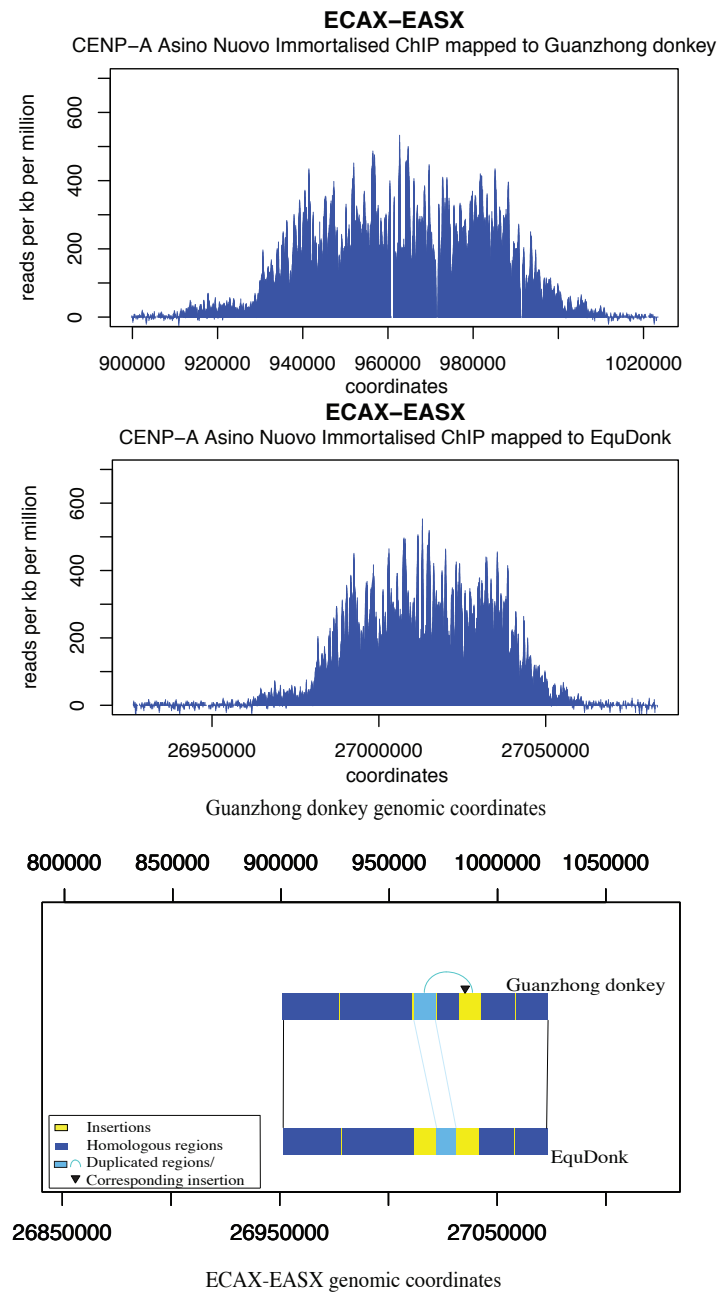 ECAX−EASX
CENP−A Asino Nuovo Immortalised ChIP mapped to Guanzhong donkey
reads per kb per million
600
400
200
0
900000 920000 940000 960000 980000 1020000
coordinates
ECAX−EASX
CENP−A Asino Nuovo Immortalised ChIP mapped to EquDonk
reads per kb per million
600
400
200
0
26950000 27000000 27050000
coordinates
Guanzhong donkey genomic coordinates
800000 850000 900000 950000 1000000 1050000
Guanzhong donkey
Insertions
Homologous regions
Duplicated regions/
Corresponding insertion
EquDonk
26850000 26950000 27050000
ECAX-EASX genomic coordinates